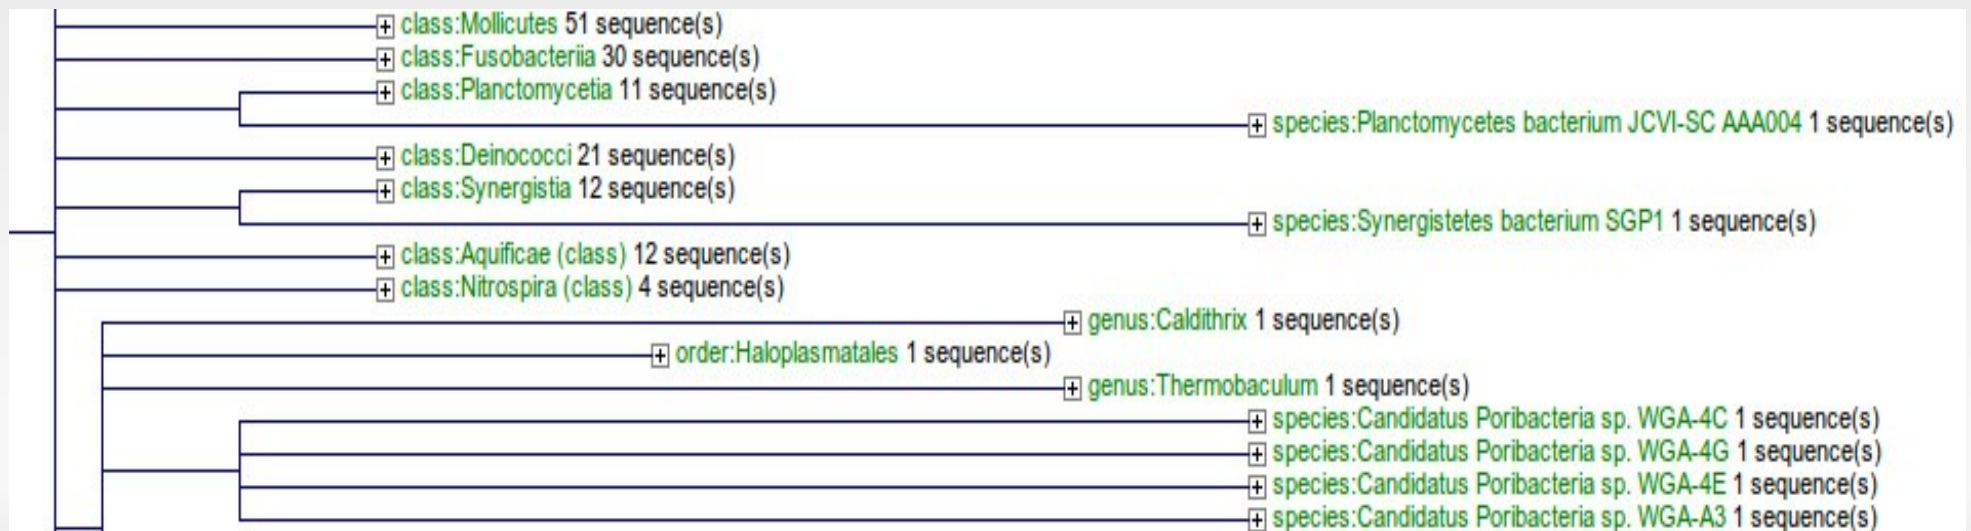 class:Mollicutes 51 sequence(s)
class:Fusobacteriia 30 sequence(s)
class:Planctomycetia 11 sequence(s)
species:Planctomycetes bacterium JCVI-SC AAA004 1 sequence(s)
class:Deinococci 21 sequence(s)
class:Synergistia 12 sequence(s)
species:Synergistetes bacterium SGP1 1 sequence(s)
class:Aquificae (class) 12 sequence(s)
class:Nitrospira (class) 4 sequence(s)
genus:Caldithrix 1 sequence(s)
order:Haloplasmatales 1 sequence(s)
genus:Thermobaculum 1 sequence(s)
species:Candidatus Poribacteria sp. WGA-4C 1 sequence(s)
species:Candidatus Poribacteria sp. WGA-4G 1 sequence(s)
species:Candidatus Poribacteria sp. WGA-4E 1 sequence(s)
species:Candidatus Poribacteria sp. WGA-A3 1 sequence(s)